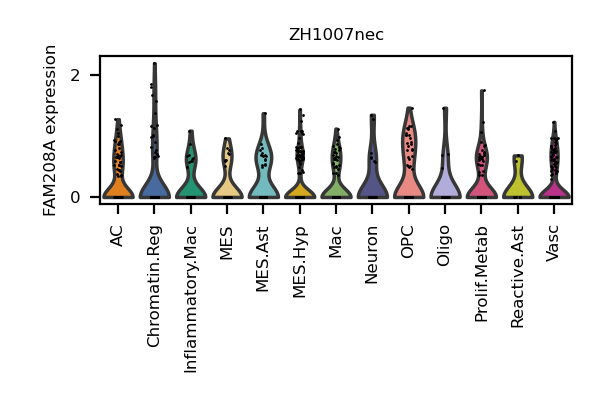 ZH1007nec
FAM208A expression
2
0
AC
Chromatin.Reg
Inflammatory.Mac
MES
MES.Ast
MES.Hyp
Mac
Neuron
OPC
Oligo
Prolif.Metab
Reactive.Ast
Vasc